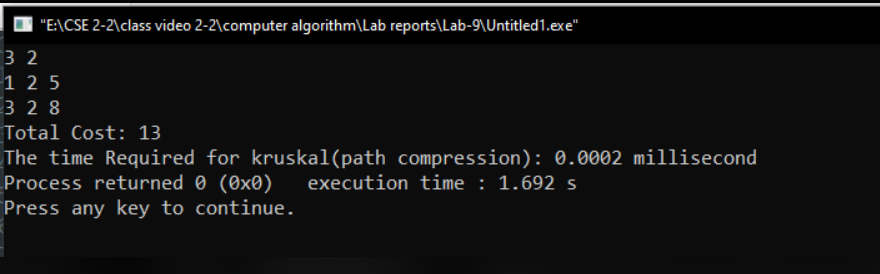 "E:\CSE 2-2\class video 2-2\computer algorithm\Lab reports\Lab-9\Untitled1.exe"
3 2
1 2 5
3 2 8
Total Cost: 13
The time Required for kruskal(path compression): 0.0002 millisecond
Process returned 0 (0x0)   execution time : 1.692 s
Press any key to continue.